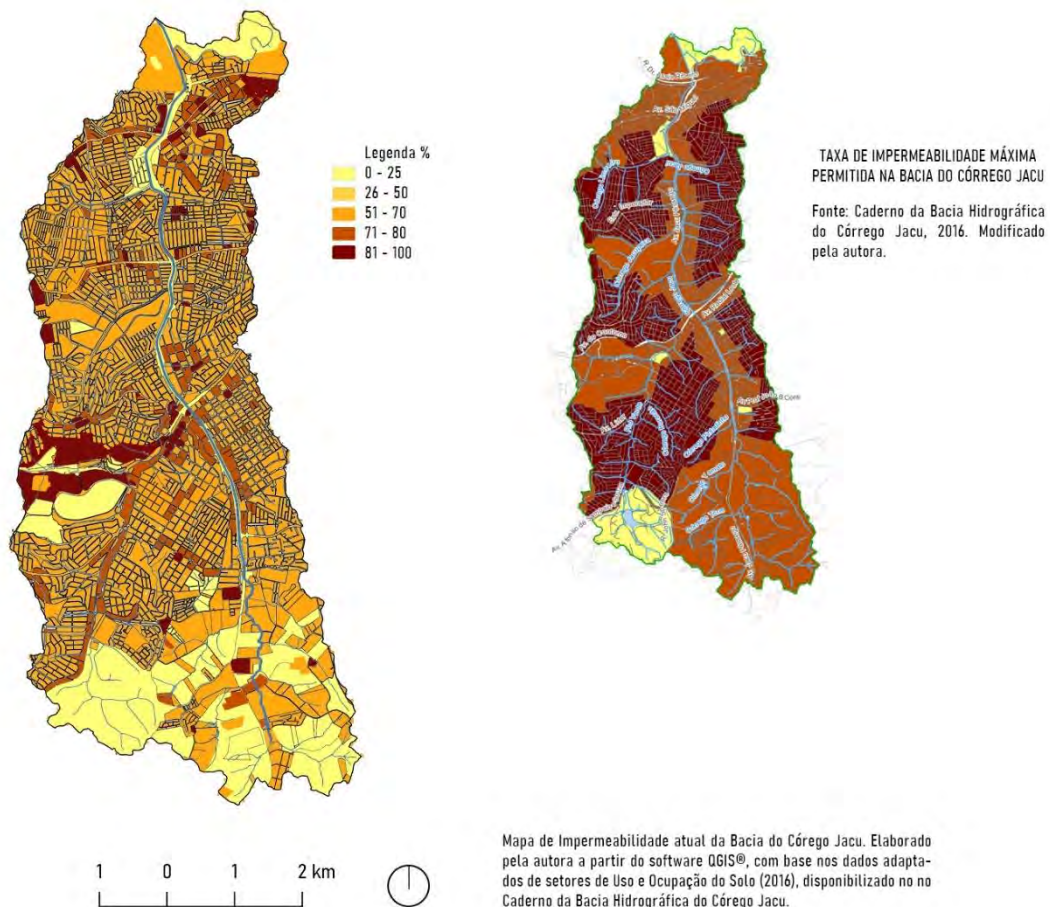 Legenda %
0 - 25
26 - 50
51 - 70
71 - 80
81 - 100
TAXA DE IMPERMEABILIDADE MÁXIMA
PERMITIDA NA BACIA DO CÓRREGO JACU
Fonte: Caderno da Bacia Hidrográfica
do Córrego Jacu, 2016. Modificado
pela autora.
Av. São Miguel
1 0 1 2 km
Mapa de Impermeabilidade atual da Bacia do Córego Jacu. Elaborado
pela autora a partir do software QGIS®, com base nos dados adapta-
dos de setores de Uso e Ocupação do Solo (2016), disponibilizado no no
Caderno da Bacia Hidrográfica do Córego Jacu.